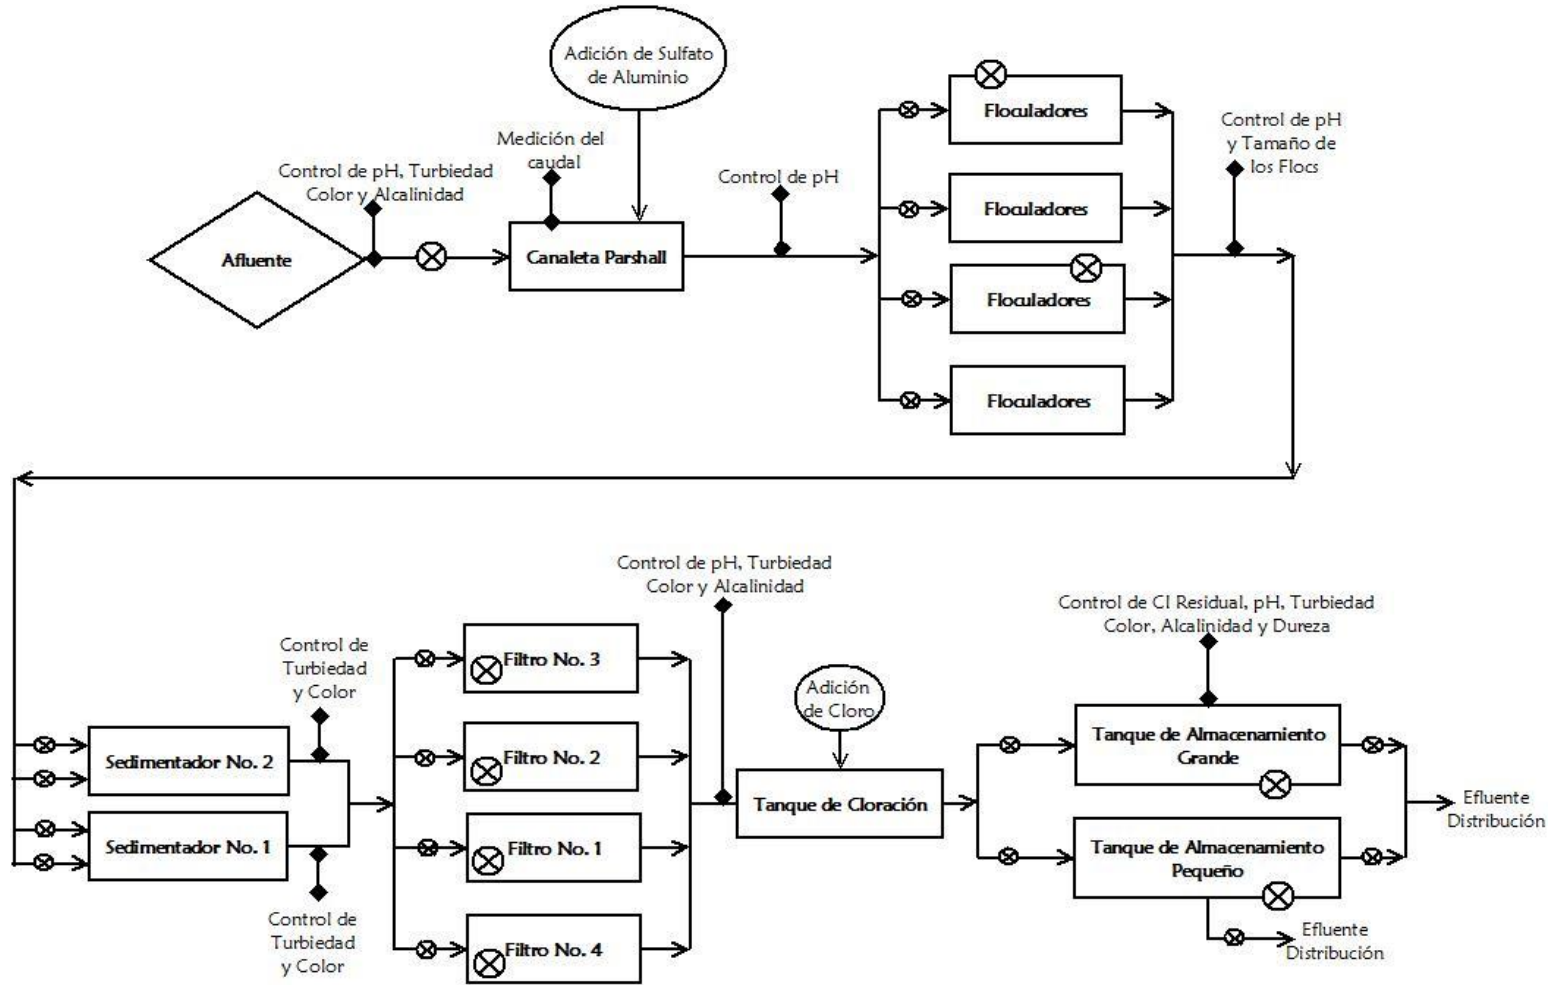 Adición de Sulfato
de Aluminio
Medición del
caudal
Control de pH, Turbiedad
Color y Alcalinidad
Afluente
Canaleta Parshall
Control de pH
Floculadores
Floculadores
Floculadores
Floculadores
Control de pH
y Tamaño de
los Flocs
Sedimentador No. 2
Sedimentador No. 1
Control de
Turbiedad
y Color
Control de
Turbiedad
y Color
Filtro No. 3
Filtro No. 2
Filtro No. 1
Filtro No. 4
Control de pH, Turbiedad
Color y Alcalinidad
Adición
de Cloro
Tanque de Cloración
Control de Cl Residual, pH, Turbiedad
Color, Alcalinidad y Dureza
Tanque de Almacenamiento
Grande
Tanque de Almacenamiento
Pequeño
Efluente
Distribución
Efluente
Distribución